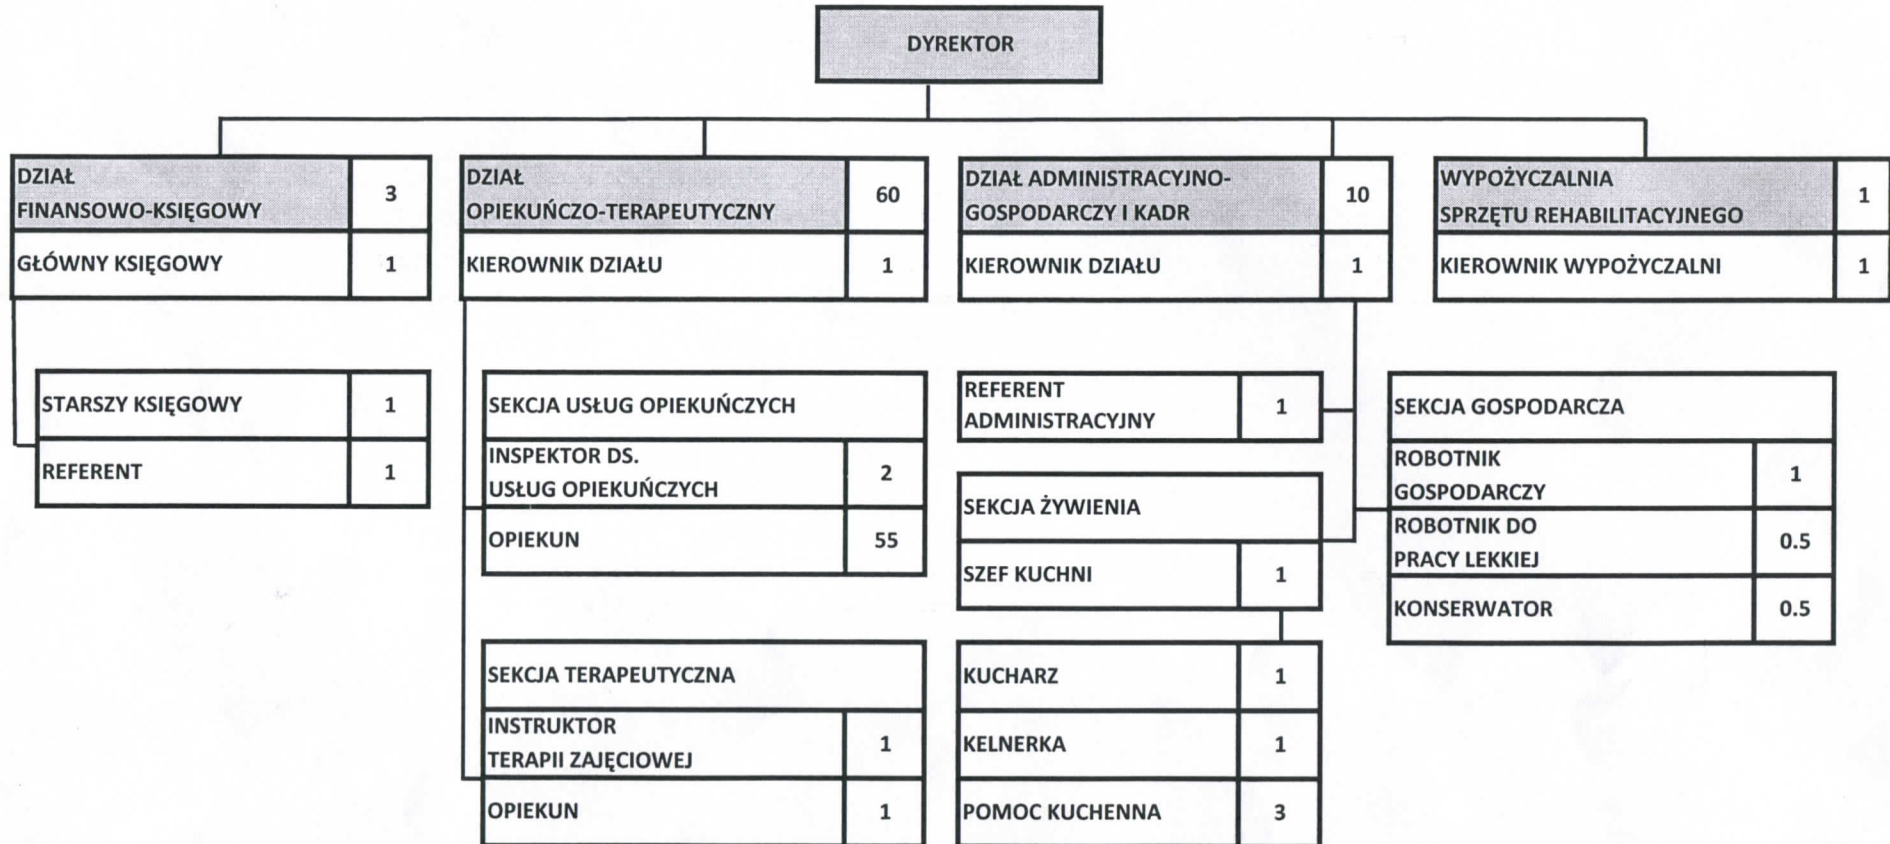 DYREKTOR
DZIAŁ
FINANSOWO-KSIĘGOWY
3
GŁÓWNY KSIĘGOWY
1
STARSZY KSIĘGOWY
1
REFERENT
1
DZIAŁ
OPIEKUŃCZO-TERAPEUTYCZNY
60
KIEROWNIK DZIAŁU
1
SEKCJA USŁUG OPIEKUŃCZYCH
INSPEKTOR DS.
USŁUG OPIEKUŃCZYCH
2
OPIEKUN
55
SEKCJA TERAPEUTYCZNA
INSTRUKTOR
TERAPII ZAJĘCIOWEJ
1
OPIEKUN
1
DZIAŁ ADMINISTRACYJNO-
GOSPODARCZY I KADR
10
KIEROWNIK DZIAŁU
1
REFERENT
ADMINISTRACYJNY
1
SEKCJA ŻYWIENIA
SZEF KUCHNI
1
KUCHARZ
1
KELNERKA
1
POMOC KUCHENNA
3
SEKCJA GOSPODARCZA
ROBOTNIK
GOSPODARCZY
1
ROBOTNIK DO
PRACY LEKKIEJ
0.5
KONSERWATOR
0.5
WYPOŻYCZALNIA
SPRZĘTU REHABILITACYJNEGO
1
KIEROWNIK WYPOŻYCZALNI
1